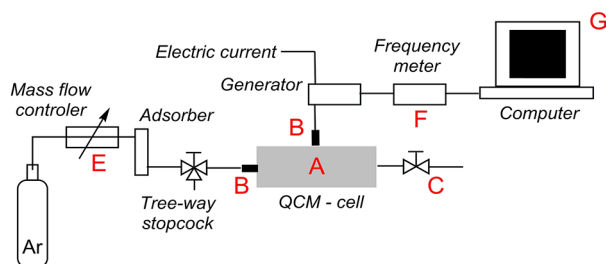 Electric current
Frequency
meter
G
Generator
Computer
Mass flow
controler
Adsorber
B
F
E
B
A
C
Tree-way
stopcock
QCM - cell
Ar